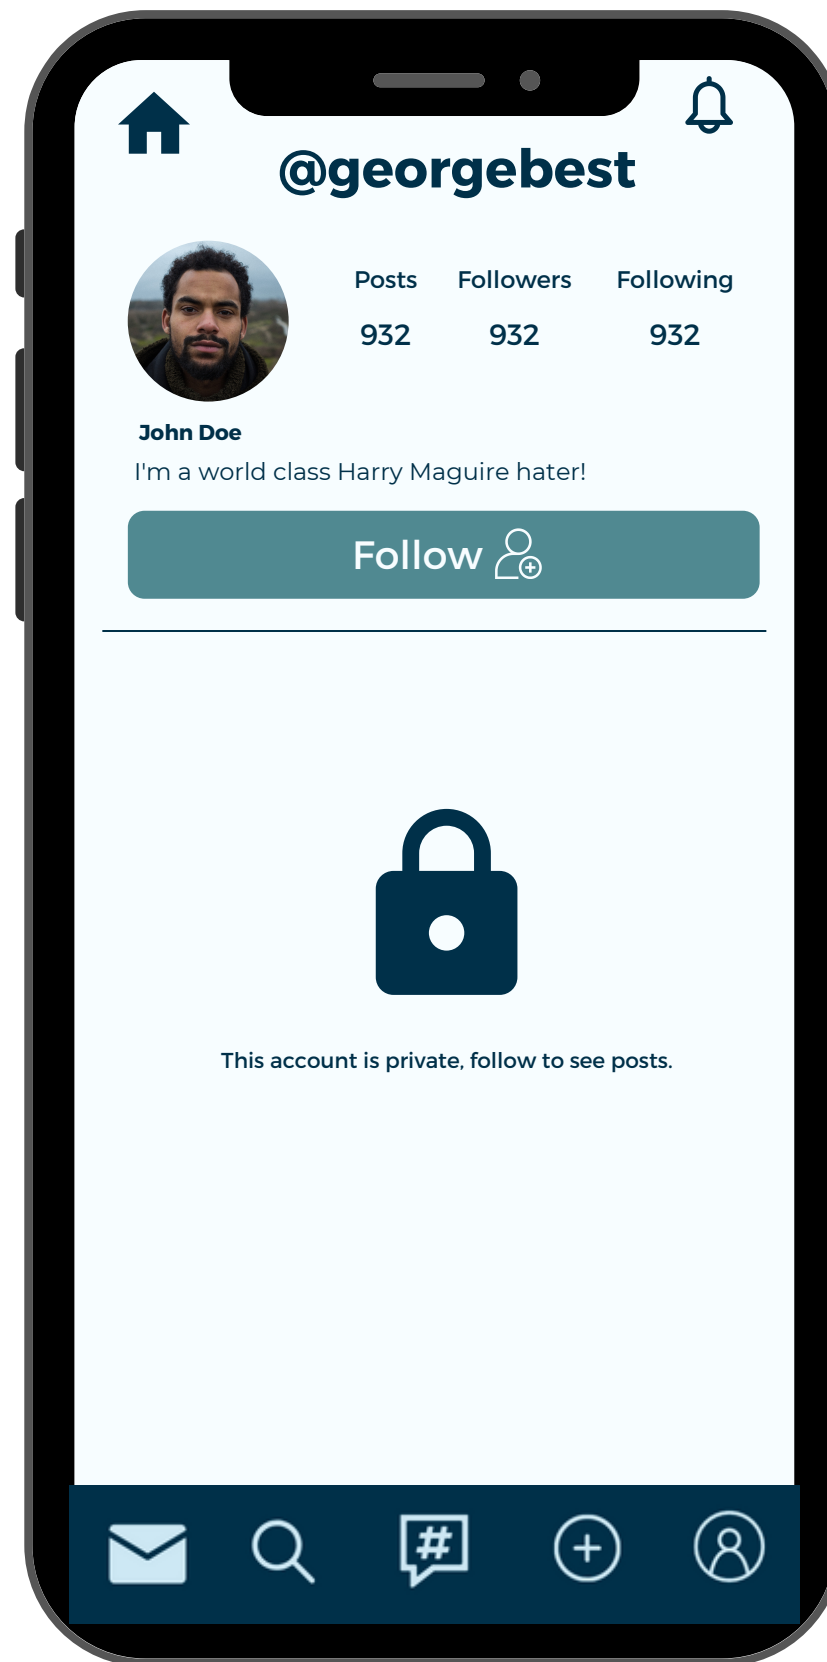 @georgebest
Posts Followers Following
932 932 932
John Doe
I'm a world class Harry Maguire hater!
Follow
This account is private, follow to see posts.
#